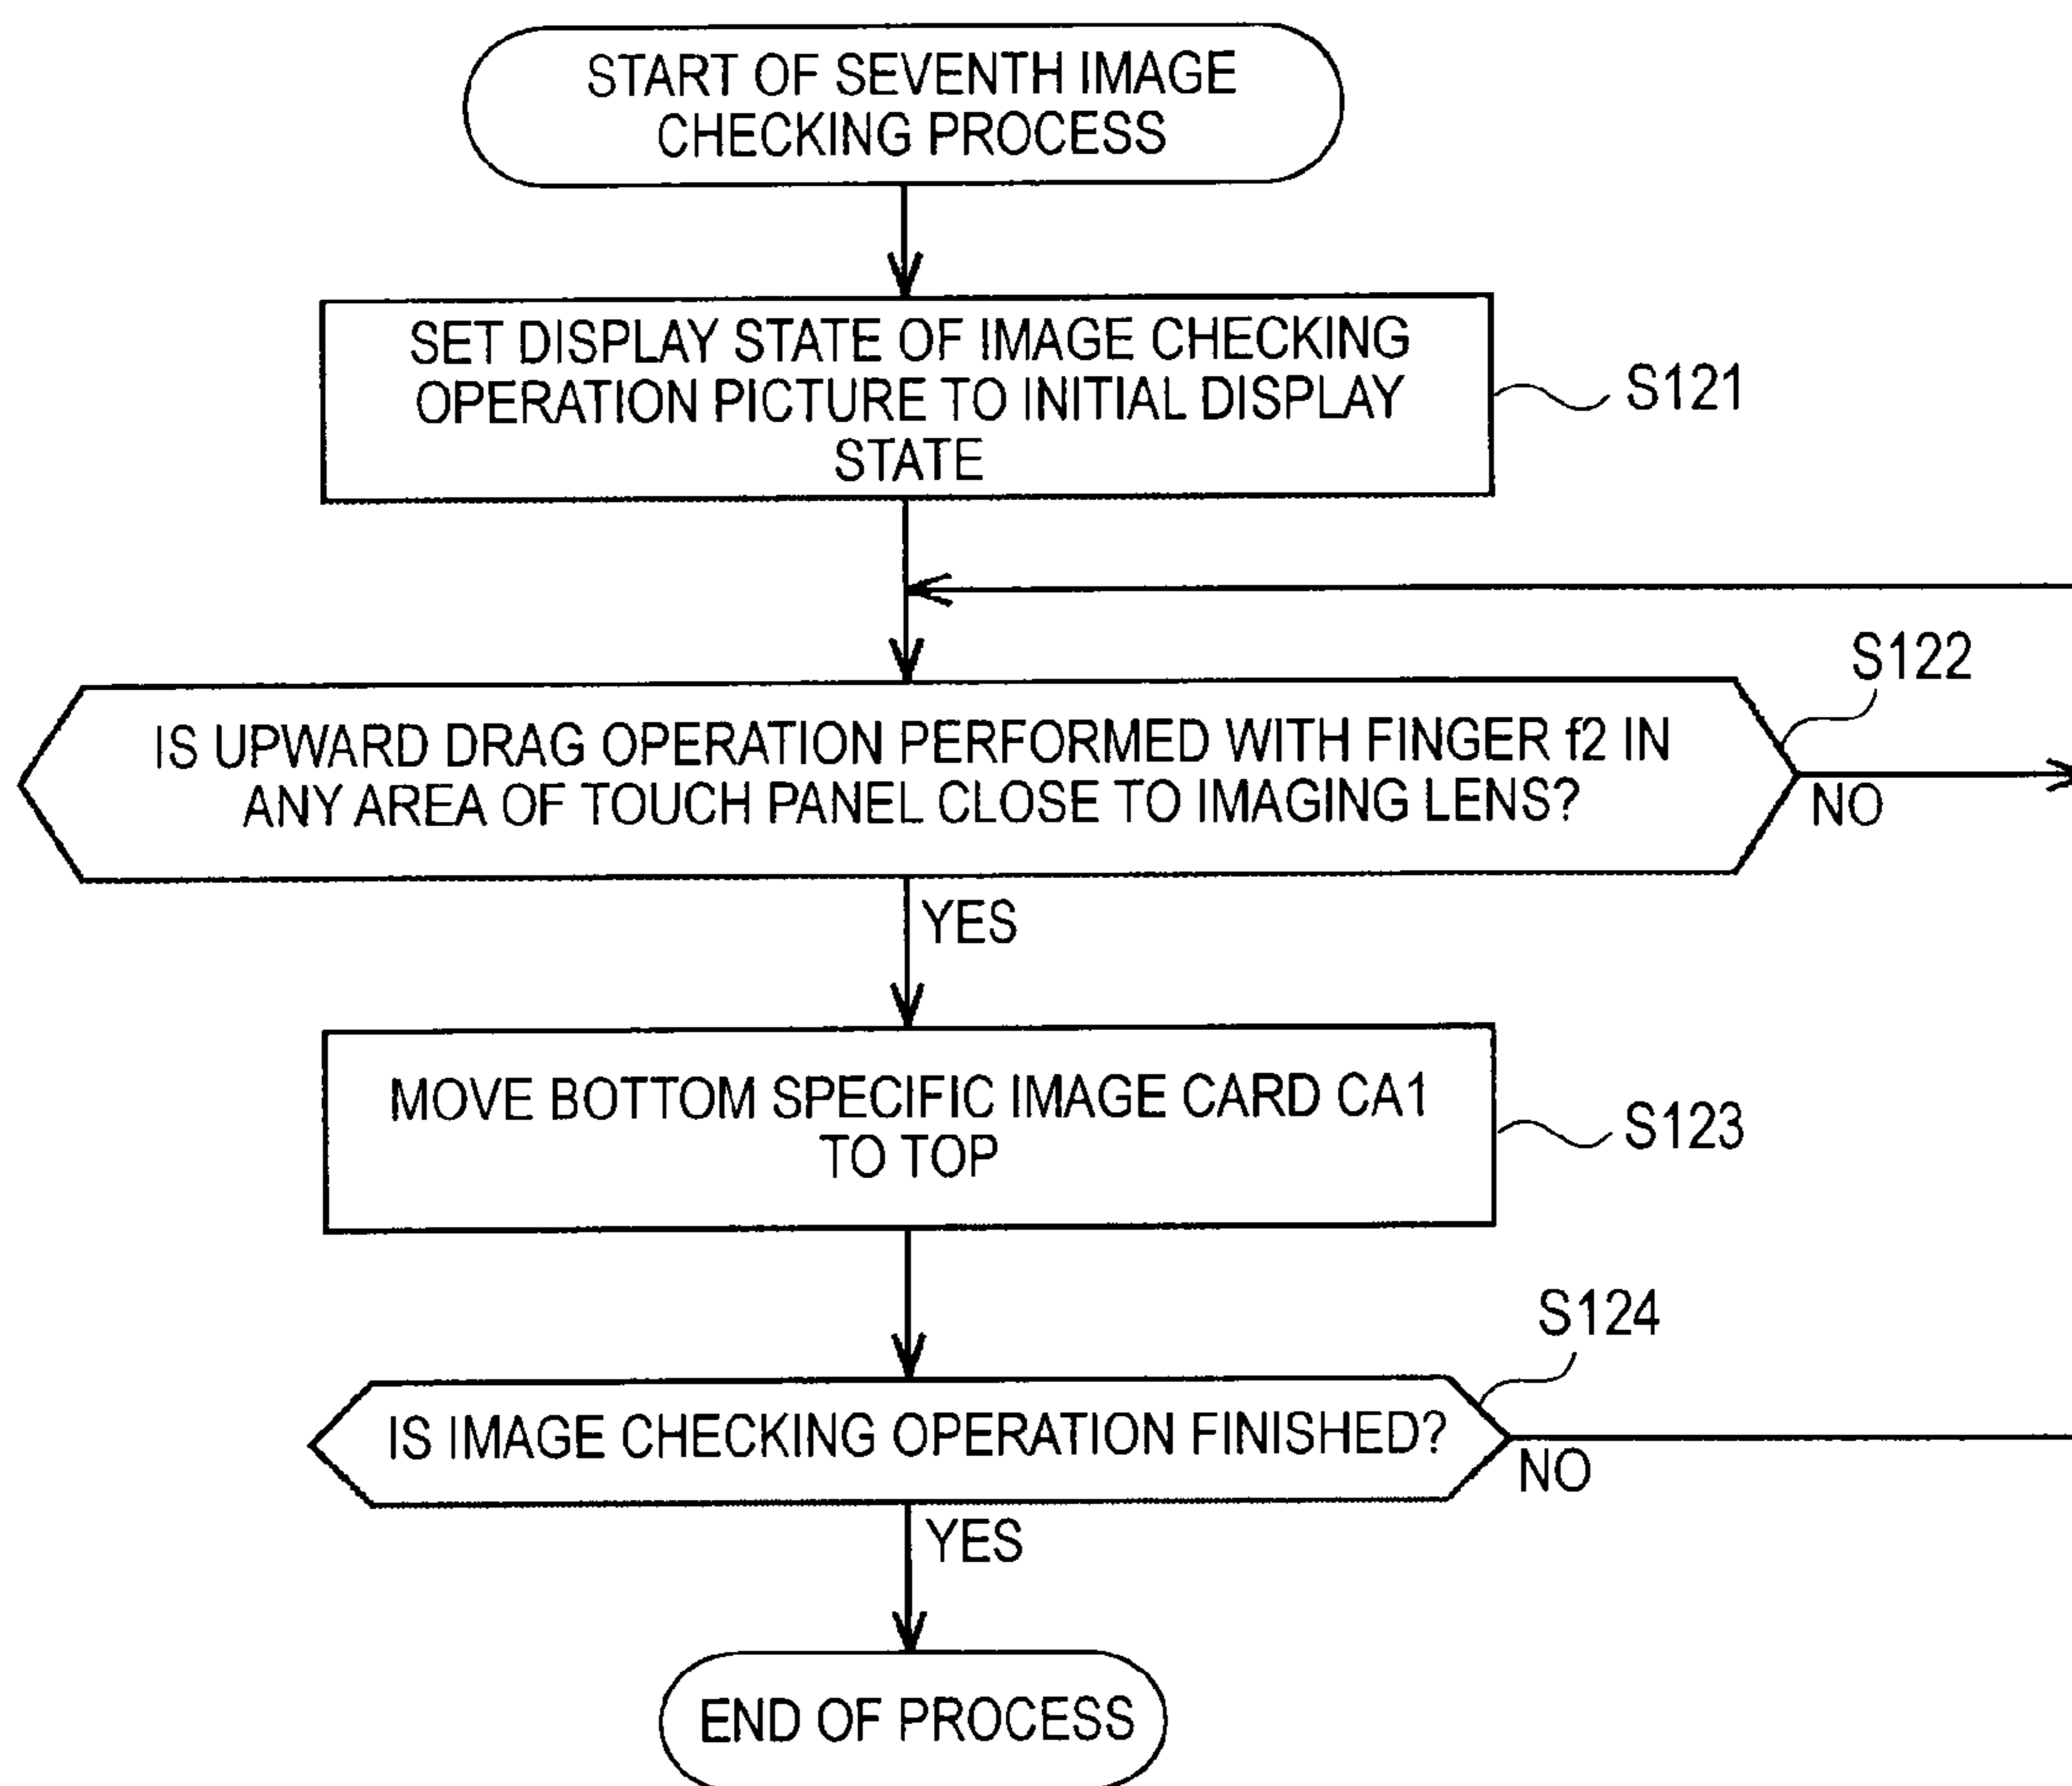 START OF SEVENTH IMAGE
CHECKING PROCESS
SET DISPLAY STATE OF IMAGE CHECKING
OPERATION PICTURE TO INITIAL DISPLAY
STATE
S121
S122
IS UPWARD DRAG OPERATION PERFORMED WITH FINGER f2 IN
ANY AREA OF TOUCH PANEL CLOSE TO IMAGING LENS?
NO
YES
MOVE BOTTOM SPECIFIC IMAGE CARD CA1
TO TOP
S123
S124
IS IMAGE CHECKING OPERATION FINISHED?
NO
YES
END OF PROCESS